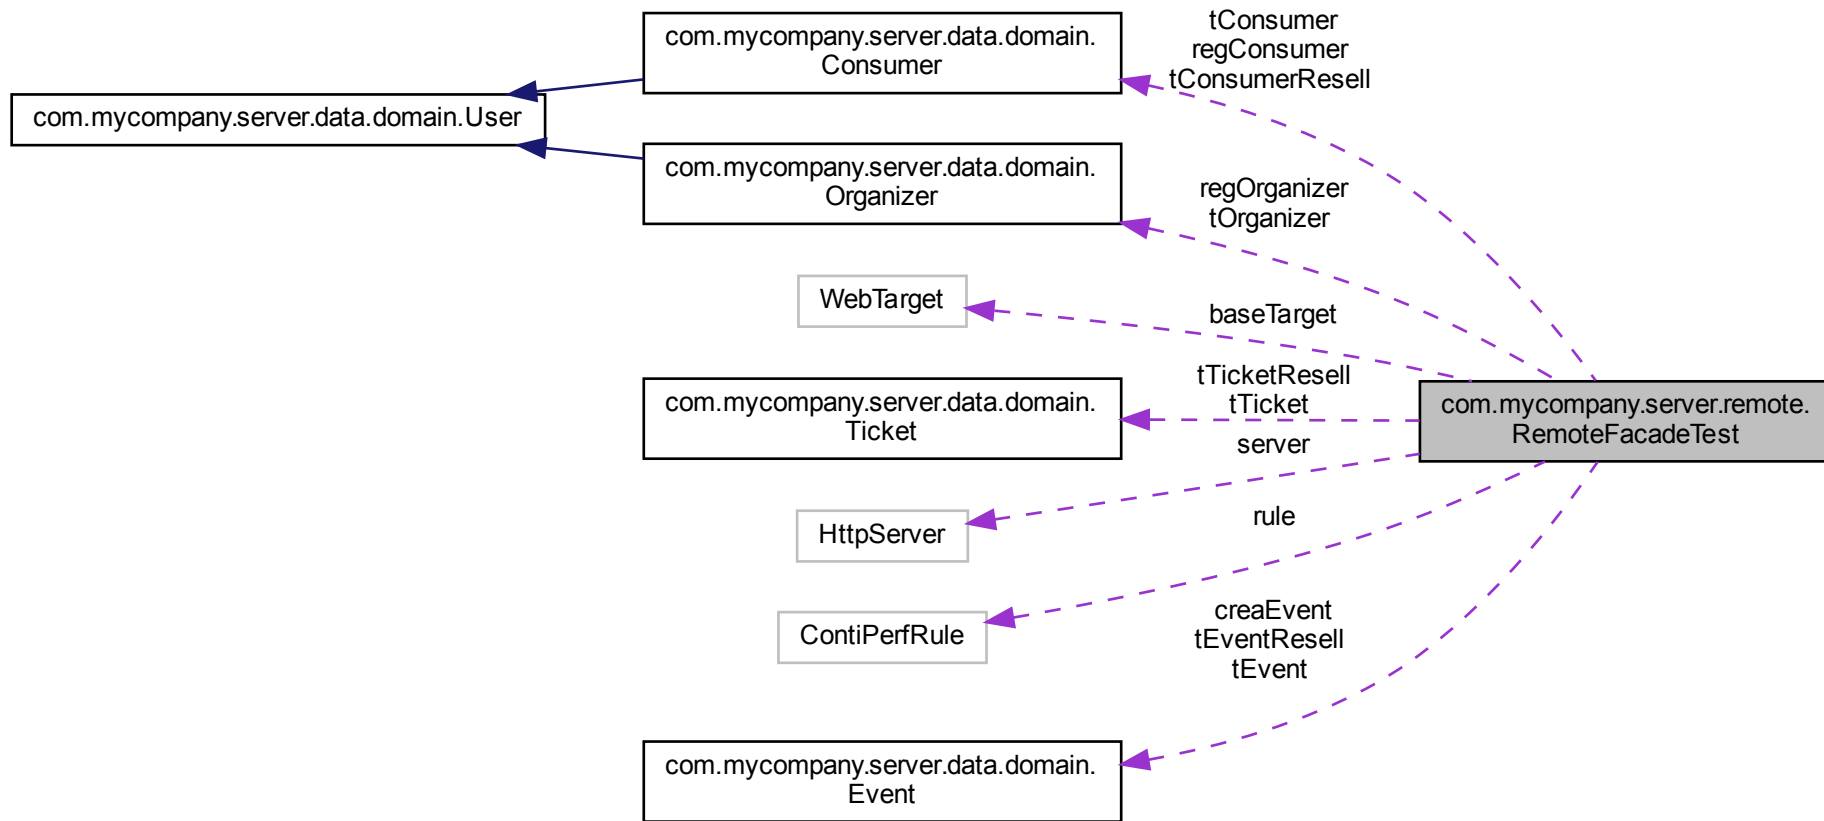 com.mycompany.server.data.domain.User
com.mycompany.server.data.domain.
Consumer
com.mycompany.server.data.domain.
Organizer
WebTarget
com.mycompany.server.data.domain.
Ticket
HttpServer
ContiPerfRule
com.mycompany.server.data.domain.
Event
tConsumer
regConsumer
tConsumerResell
regOrganizer
tOrganizer
baseTarget
tTicketResell
tTicket
server
rule
creaEvent
tEventResell
tEvent
com.mycompany.server.remote.
RemoteFacadeTest